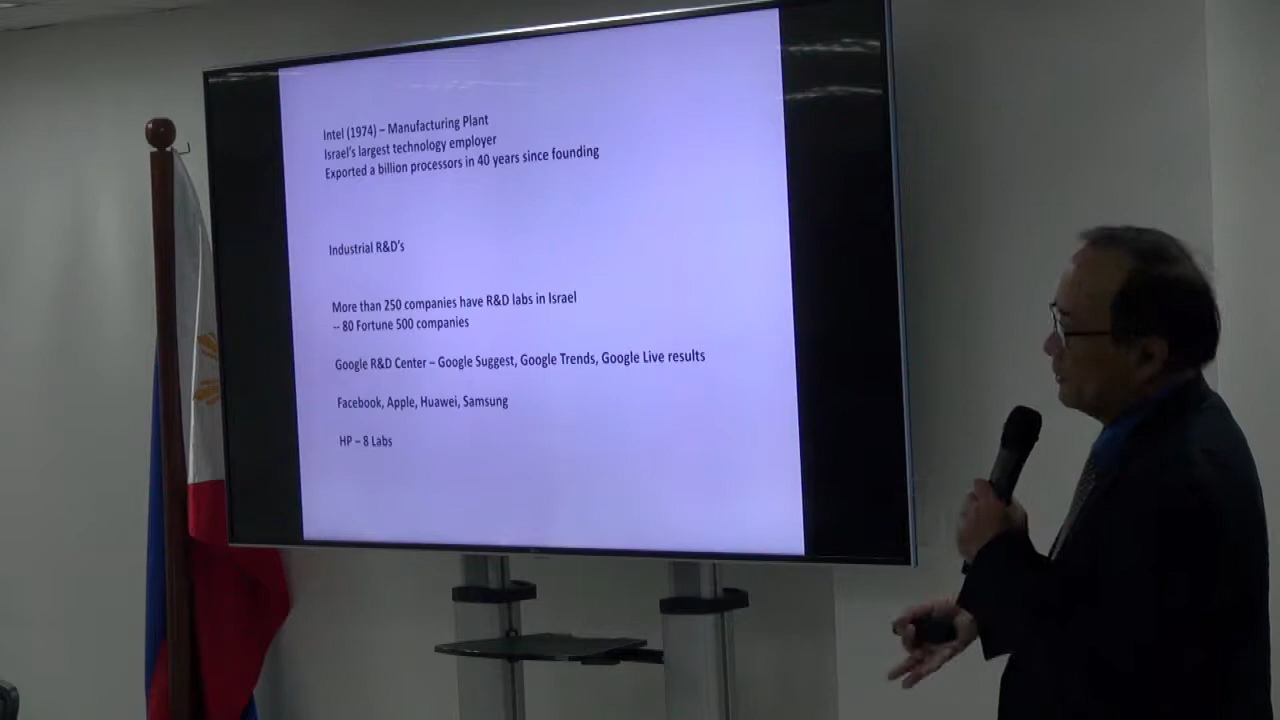 Intel (1974) – Manufacturing Plant
Israel's largest technology employer
Exported a billion processors in 40 years since founding
Industrial R&D's
More than 250 companies have R&D labs in Israel
-- 80 Fortune 500 companies
Google R&D Center – Google Suggest, Google Trends, Google Live results
Facebook, Apple, Huawei, Samsung
HP – 8 Labs